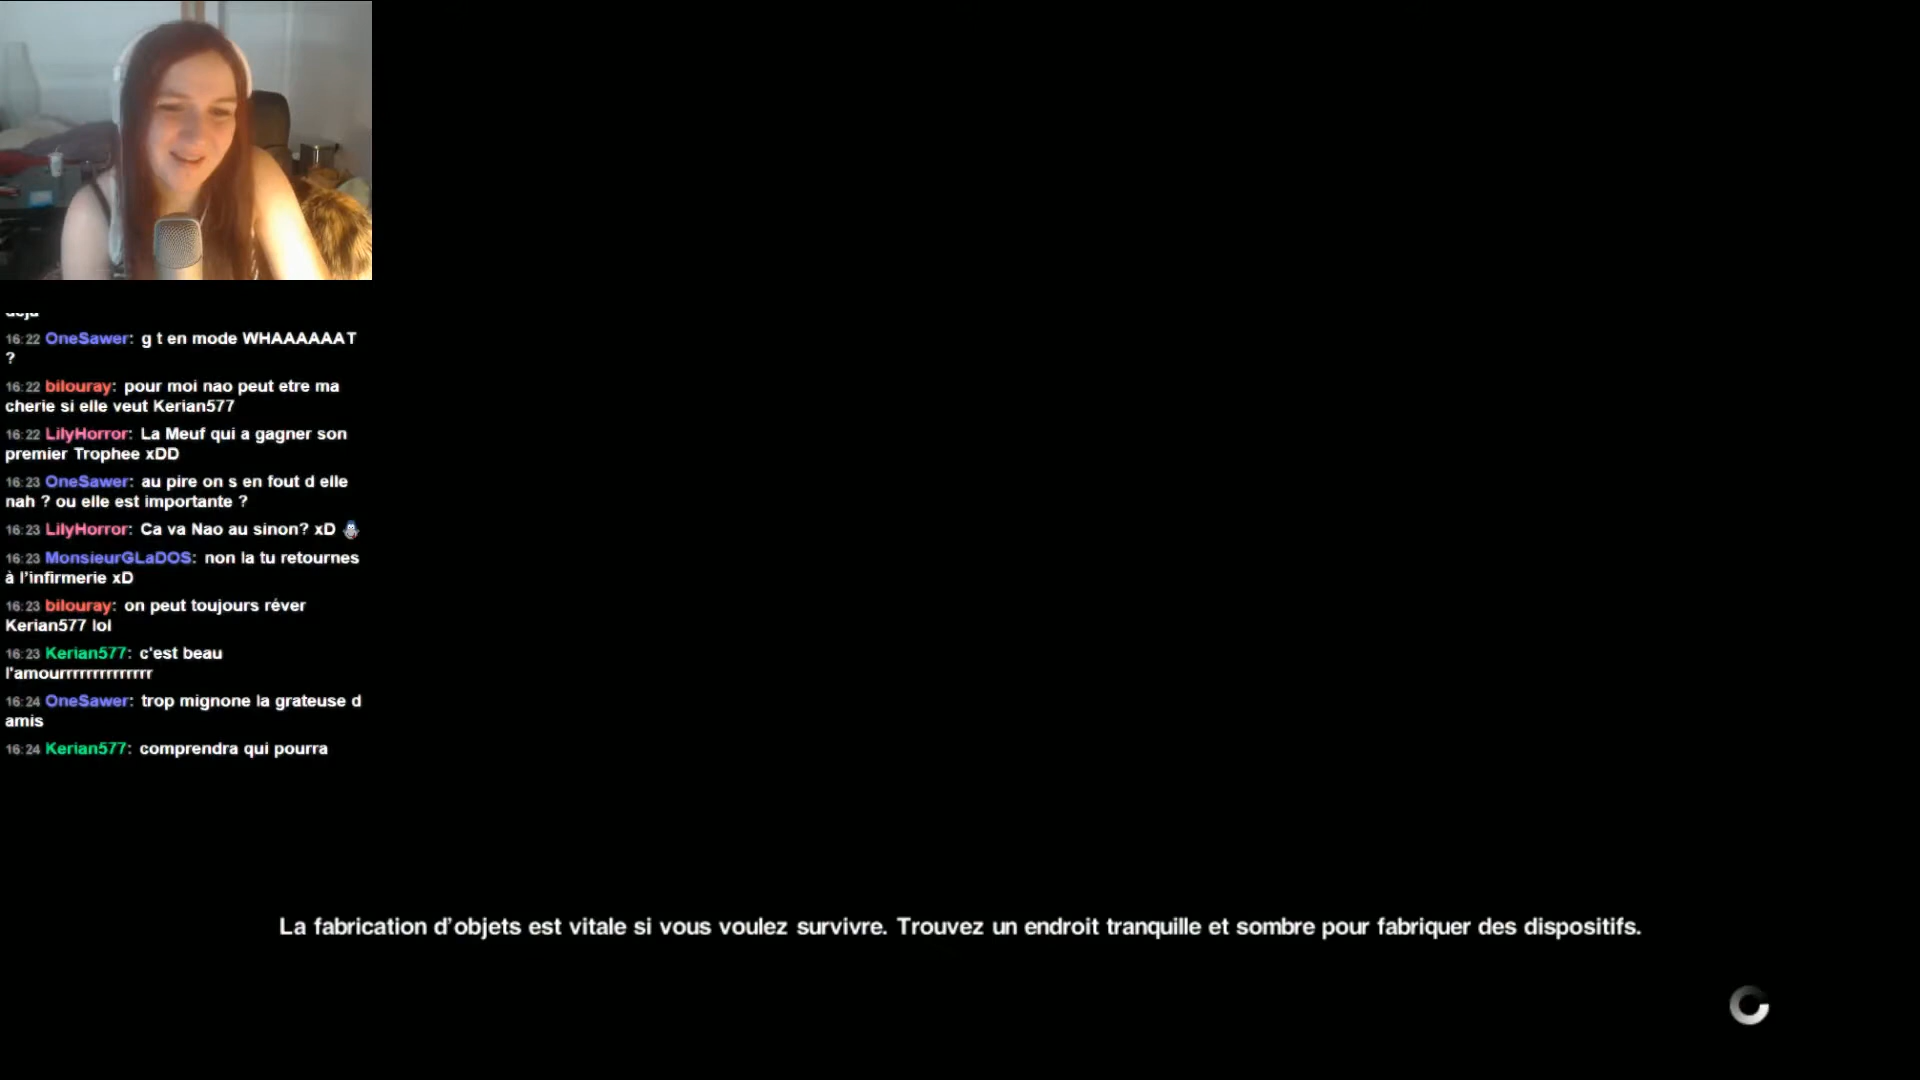 16:22 OneSawer: g t en mode WHAAAAAAT
?
16:22 bilouray: pour moi nao peut etre ma
cherie si elle veut Kerian577
16:22 LilyHorror: La Meuf qui a gagner son
premier Trophee xDD
16:23 OneSawer: au pire on s en fout d elle
nah ? ou elle est importante ?
16:23 LilyHorror: Ca va Nao au sinon? xD
16:23 MonsieurGLaDOS: non la tu retournes
à l'infirmerie xD
16:23 bilouray: on peut toujours réver
Kerian577 lol
16:23 Kerian577: c'est beau
l'amourrrrrrrrrrrrrr
16:24 OneSawer: trop mignone la grateuse d
amis
16:24 Kerian577: comprendra qui pourra
La fabrication d'objets est vitale si vous voulez survivre. Trouvez un endroit tranquille et sombre pour fabriquer des dispositifs.